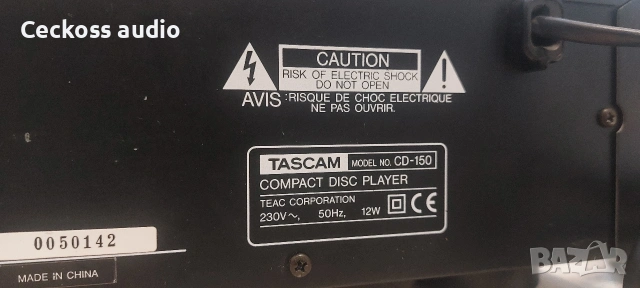 Ceckoss audio
CAUTION
RISK OF ELECTRIC SHOCK
DO NOT OPEN
AVIS :RISQUE DE CHOC ELECTRIQUE
NE PAS OUVRIR.
TASCAM MODEL NO. CD-150
COMPACT DISC PLAYER
TEAC CORPORATION
230V～, 50Hz, 12W CE
0050142
MADE IN CHINA
BAZAR